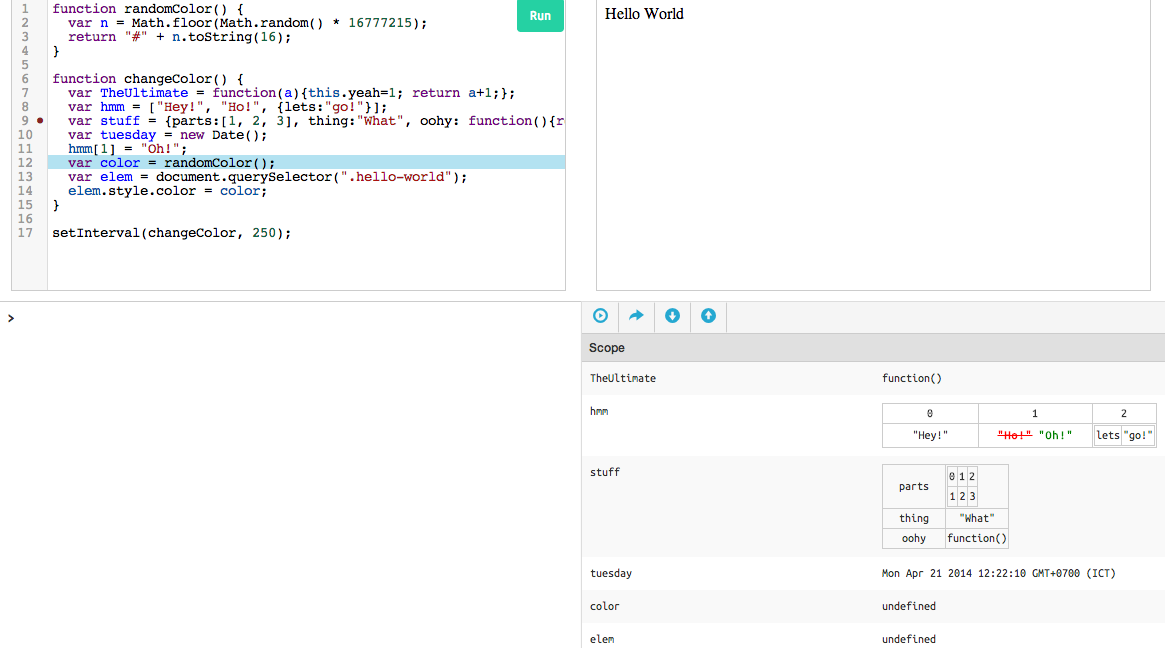 1 function randomColor() {
2 var n = Math.floor(Math.random() * 16777215);
3 return "#" + n.toString(16);
4 }
5
6 function changeColor() {
7 var TheUltimate = function(a){this.yeah=1; return a+1;};
8 var hmm = ["Hey!", "Ho!", {lets:"go!"}];
9 var stuff = {parts:[1, 2, 3], thing:"What", oohy: function(){r
10 var tuesday = new Date();
11 hmm[1] = "Oh!";
12 var color = randomColor();
13 var elem = document.querySelector(".hello-world");
14 elem.style.color = color;
15 }
16
17 setInterval(changeColor, 250);
Run
Hello World
>
Scope
TheUltimate function()
hmm
0 1 2
"Hey!" "Ho!" "Oh!" lets "go!"
stuff
parts
0 1 2
1 2 3
thing "What"
oohy function()
tuesday Mon Apr 21 2014 12:22:10 GMT+0700 (ICT)
color undefined
elem undefined